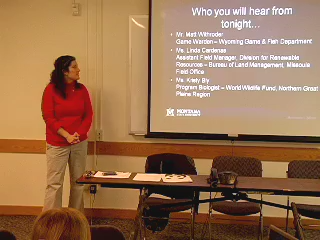 Who you will hear from
tonight...
• Mr. Matt Withroder
Game Warden – Wyoming Game & Fish Department
• Ms. Linda Cardenas
Assistant Field Manager, Division for Renewable
Resources – Bureau of Land Management, Missoula
Field Office
• Ms. Kristy Bly
Program Biologist – World Wildlife Fund, Northern Great
Plains Region
MONTANA